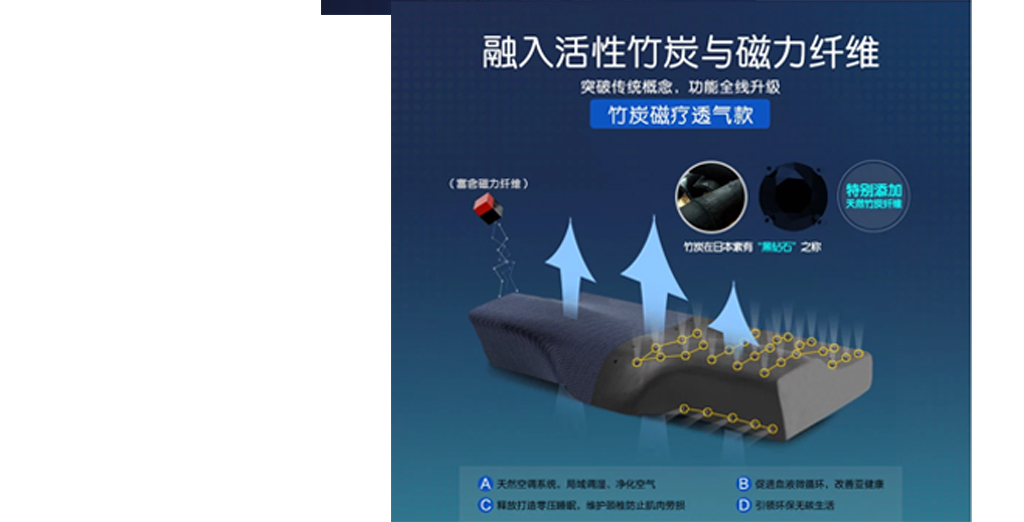 融入活性竹炭与磁力纤维
突破传统概念，功能全线升级
竹炭磁疗透气款
（富含磁力纤维）
特别添加
天然竹炭纤维
竹炭在日本素有“黑钻石”之称
A 天然空调系统、局域调湿、净化空气
B 促进血液微循环，改善亚健康
C 释放打造零压睡眠，维护颈椎防止肌肉劳损
D 引领环保无碳生活